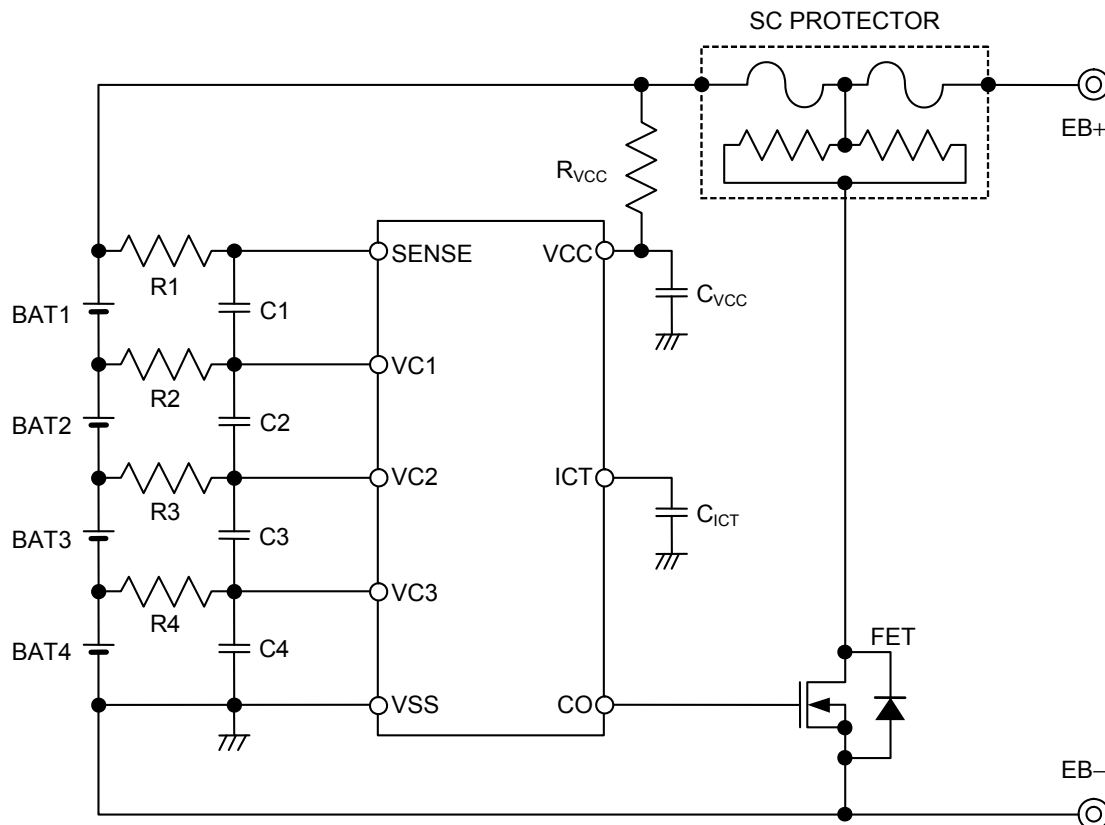 SC PROTECTOR
EB+
RVCC
SENSE
VCC
R1
BAT1
C1
CVCC
VC1
R2
BAT2
C2
VC2
ICT
R3
BAT3
C3
CICT
VC3
R4
BAT4
C4
FET
VSS
CO
EB−